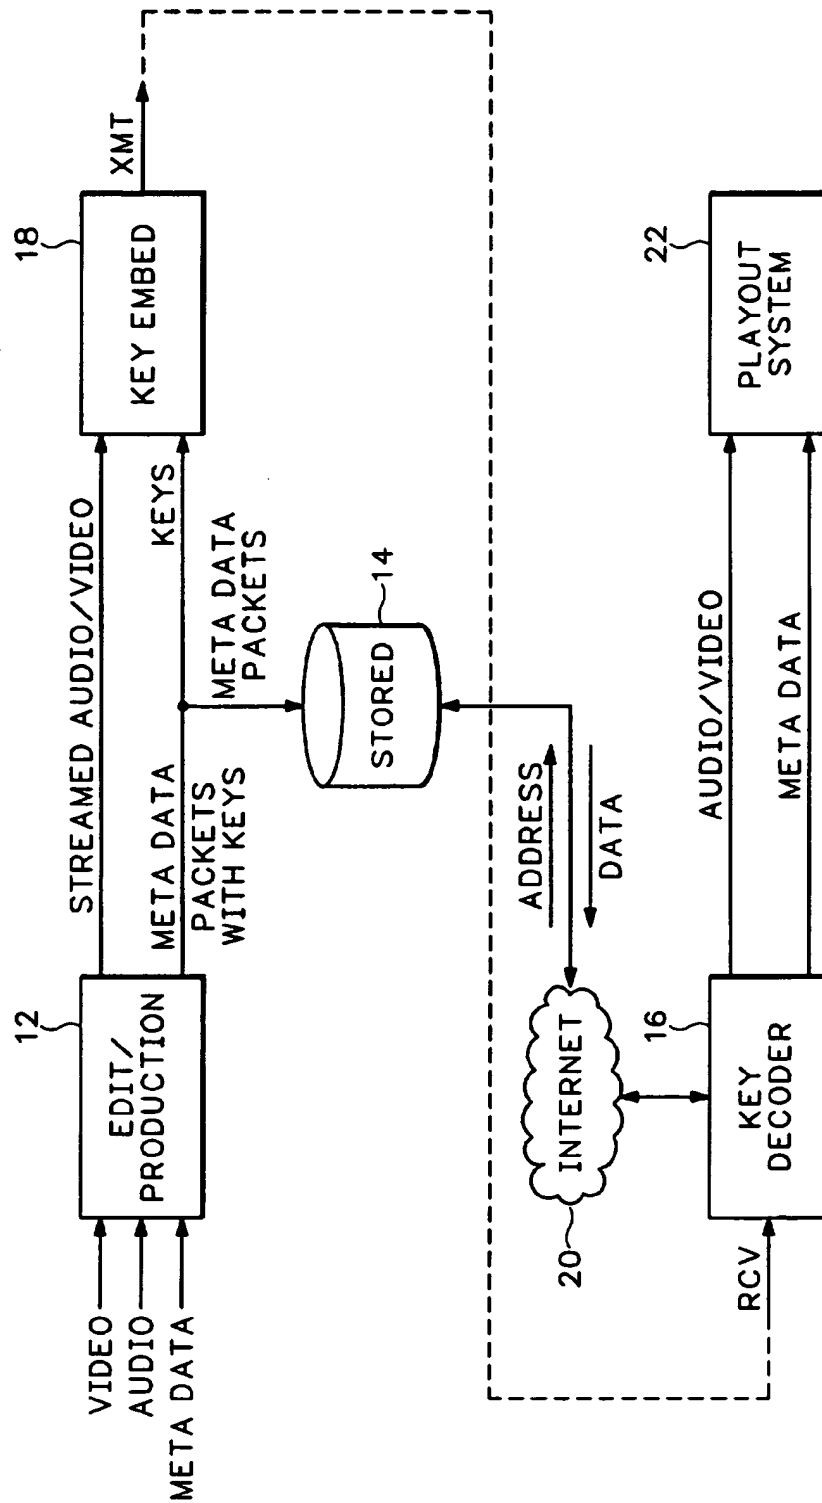 VIDEO
AUDIO
META DATA
12
EDIT/
PRODUCTION
STREAMED AUDIO/VIDEO
META DATA
PACKETS
WITH KEYS
KEYS
META DATA
PACKETS
18
KEY EMBED
XMT
STORED
14
ADDRESS
DATA
INTERNET
20
RCV
16
KEY
DECODER
AUDIO/VIDEO
META DATA
22
PLAYOUT
SYSTEM